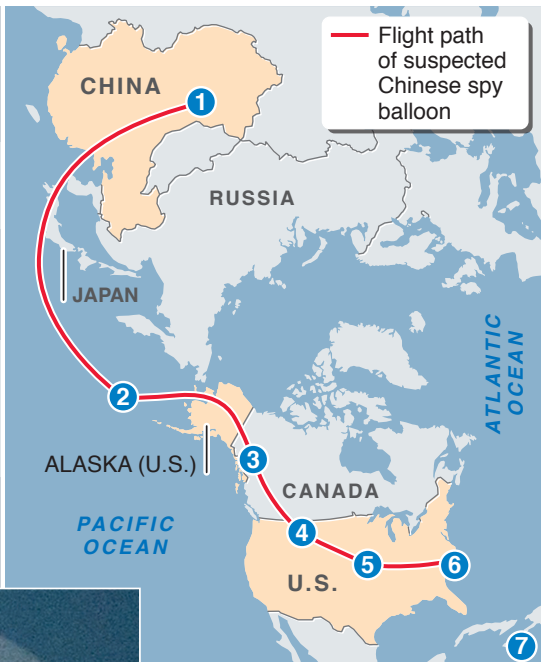 Flight path
of suspected
Chinese spy
balloon
CHINA
1
RUSSIA
JAPAN
ATLANTIC
OCEAN
2
ALASKA (U.S.)
3
CANADA
PACIFIC
OCEAN
4
5
6
U.S.
7